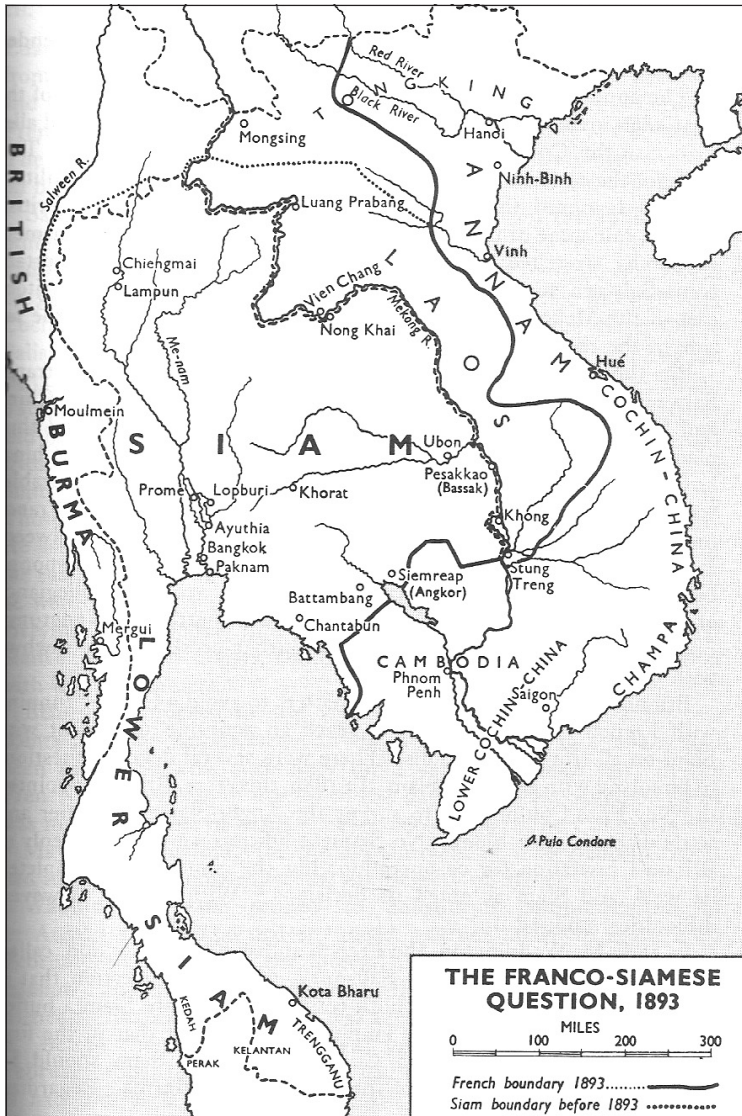 Red River
TONGKING
Black River
Mongsing
Hanoi
BRITISH
Salween R.
Ninh-Binh
Luang Prabang
ANNAM
Vinh
Chiengmai
Lampun
LAOS
Vien Chang
Mekong R.
Nong Khai
Me-nam
Hué
Moulmein
BURMA
SIAM
COCHIN-CHINA
Ubon
Pesakkao
(Bassak)
Prome
Lopburi
Khorat
Khong
Ayuthia
Bangkok
Paknam
Stung
Treng
Siemreap
(Angkor)
Battambang
Chantabun
Mergui
LOWER
CAMBODIA
Phnom
Penh
CHAMPA
Saigon
LOWER COCHIN-CHINA
Pulo Condore
SIAM
Kota Bharu
KEDAH
TRENGGANU
KELANTAN
PERAK
THE FRANCO-SIAMESE
QUESTION, 1893
MILES
0 100 200 300
French boundary 1893
Siam boundary before 1893